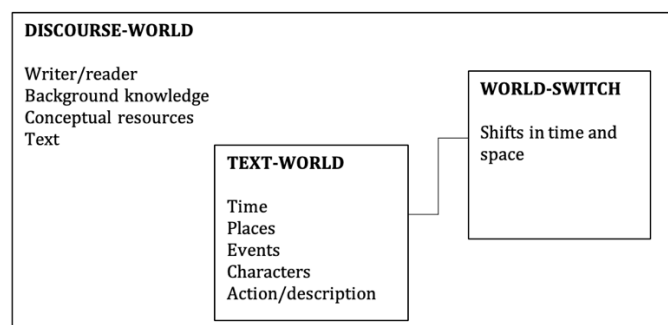 DISCOURSE-WORLD
Writer/reader
Background knowledge
Conceptual resources
Text
TEXT-WORLD
Time
Places
Events
Characters
Action/description
WORLD-SWITCH
Shifts in time and
space